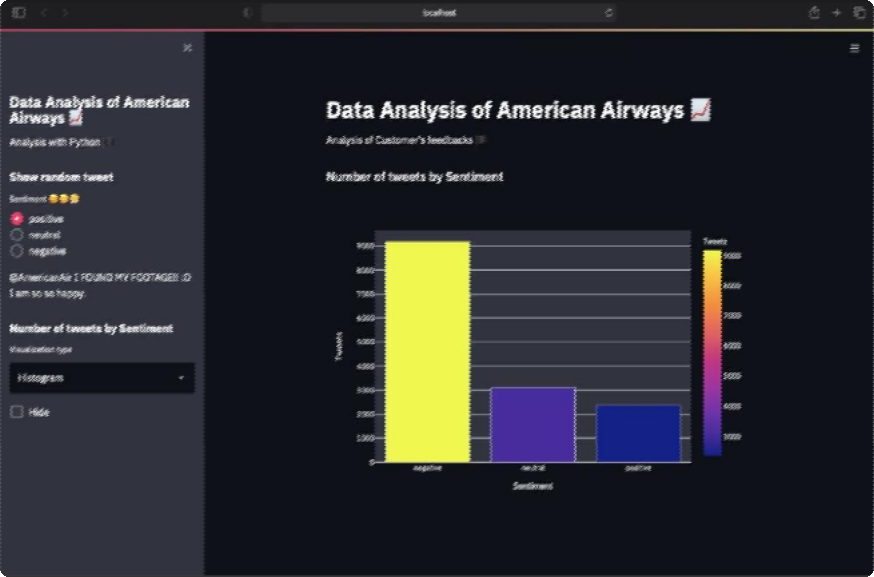 localhost
Data Analysis of American
Airways 📈
Analysis with Python
Show random tweet
Sentiment
positive
neutral
negative
@AmericanAir I FOUND MY FOOTAGE!! :D
I am so so happy.
Number of tweets by Sentiment
Visualization type
Histogram
Hide
Data Analysis of American Airways 📈
Analysis of Customer's feedbacks
Number of tweets by Sentiment
Tweets
9000
8000
7000
6000
5000
4000
3000
2000
1000
0
negative
neutral
positive
Sentiment
Tweets
9000
8000
7000
6000
5000
4000
3000